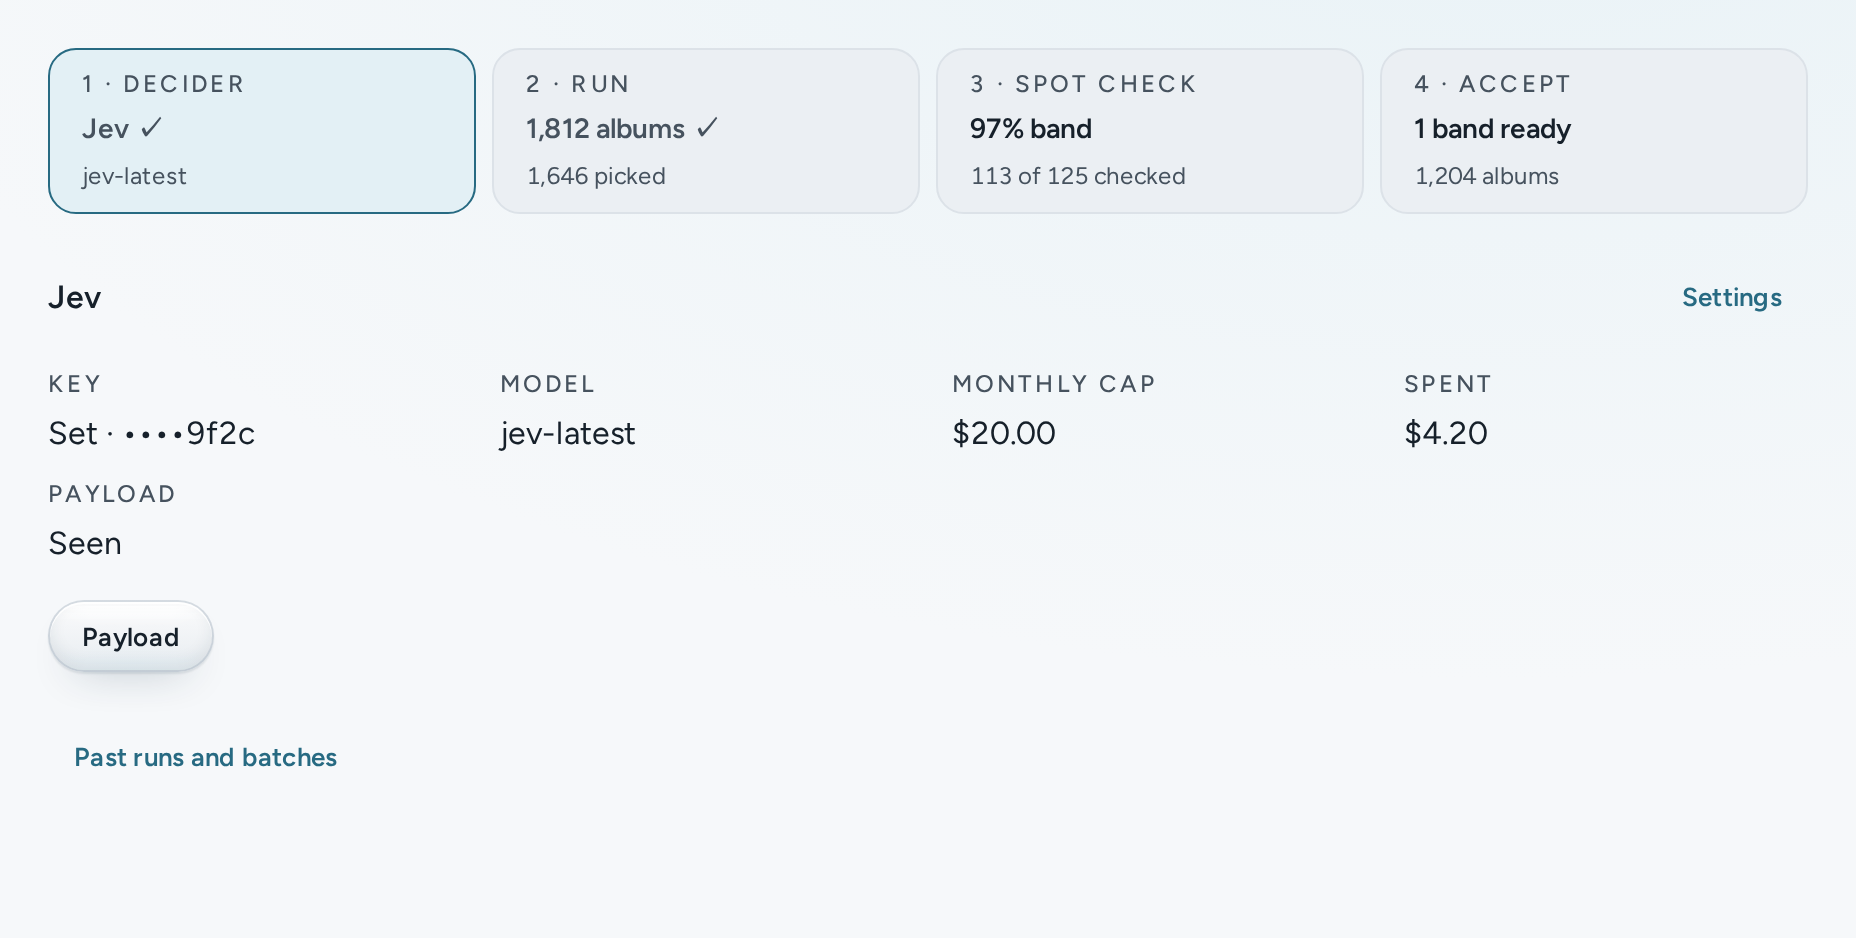 1 · DECIDER
Jev ✓
jev-latest
2 · RUN
1,812 albums ✓
1,646 picked
3 · SPOT CHECK
97% band
113 of 125 checked
4 · ACCEPT
1 band ready
1,204 albums
Jev
Settings
KEY
Set · ••••9f2c
MODEL
jev-latest
MONTHLY CAP
$20.00
SPENT
$4.20
PAYLOAD
Seen
Payload
Past runs and batches